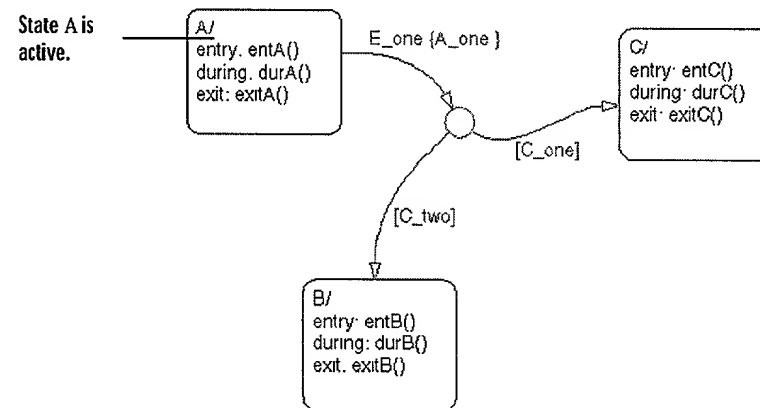 State A is
active.
A/
entry. entA()
during. durA()
exit: exitA()
E_one {A_one }
C/
entry· entC()
during· durC()
exit· exitC()
[C_one]
[C_two]
B/
entry· entB()
during: durB()
exit. exitB()